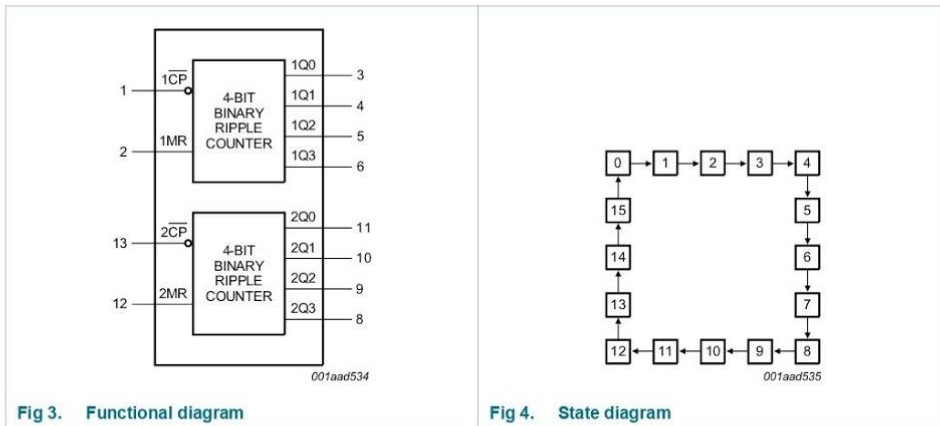 1
1CP
2
1MR
4-BIT
BINARY
RIPPLE
COUNTER
1Q0
3
1Q1
4
1Q2
5
1Q3
6
13
2CP
12
2MR
4-BIT
BINARY
RIPPLE
COUNTER
2Q0
11
2Q1
10
2Q2
9
2Q3
8
001aad534
Fig 3. Functional diagram
0 1 2 3 4
15 5
14 6
13 7
12 11 10 9 8
001aad535
Fig 4. State diagram